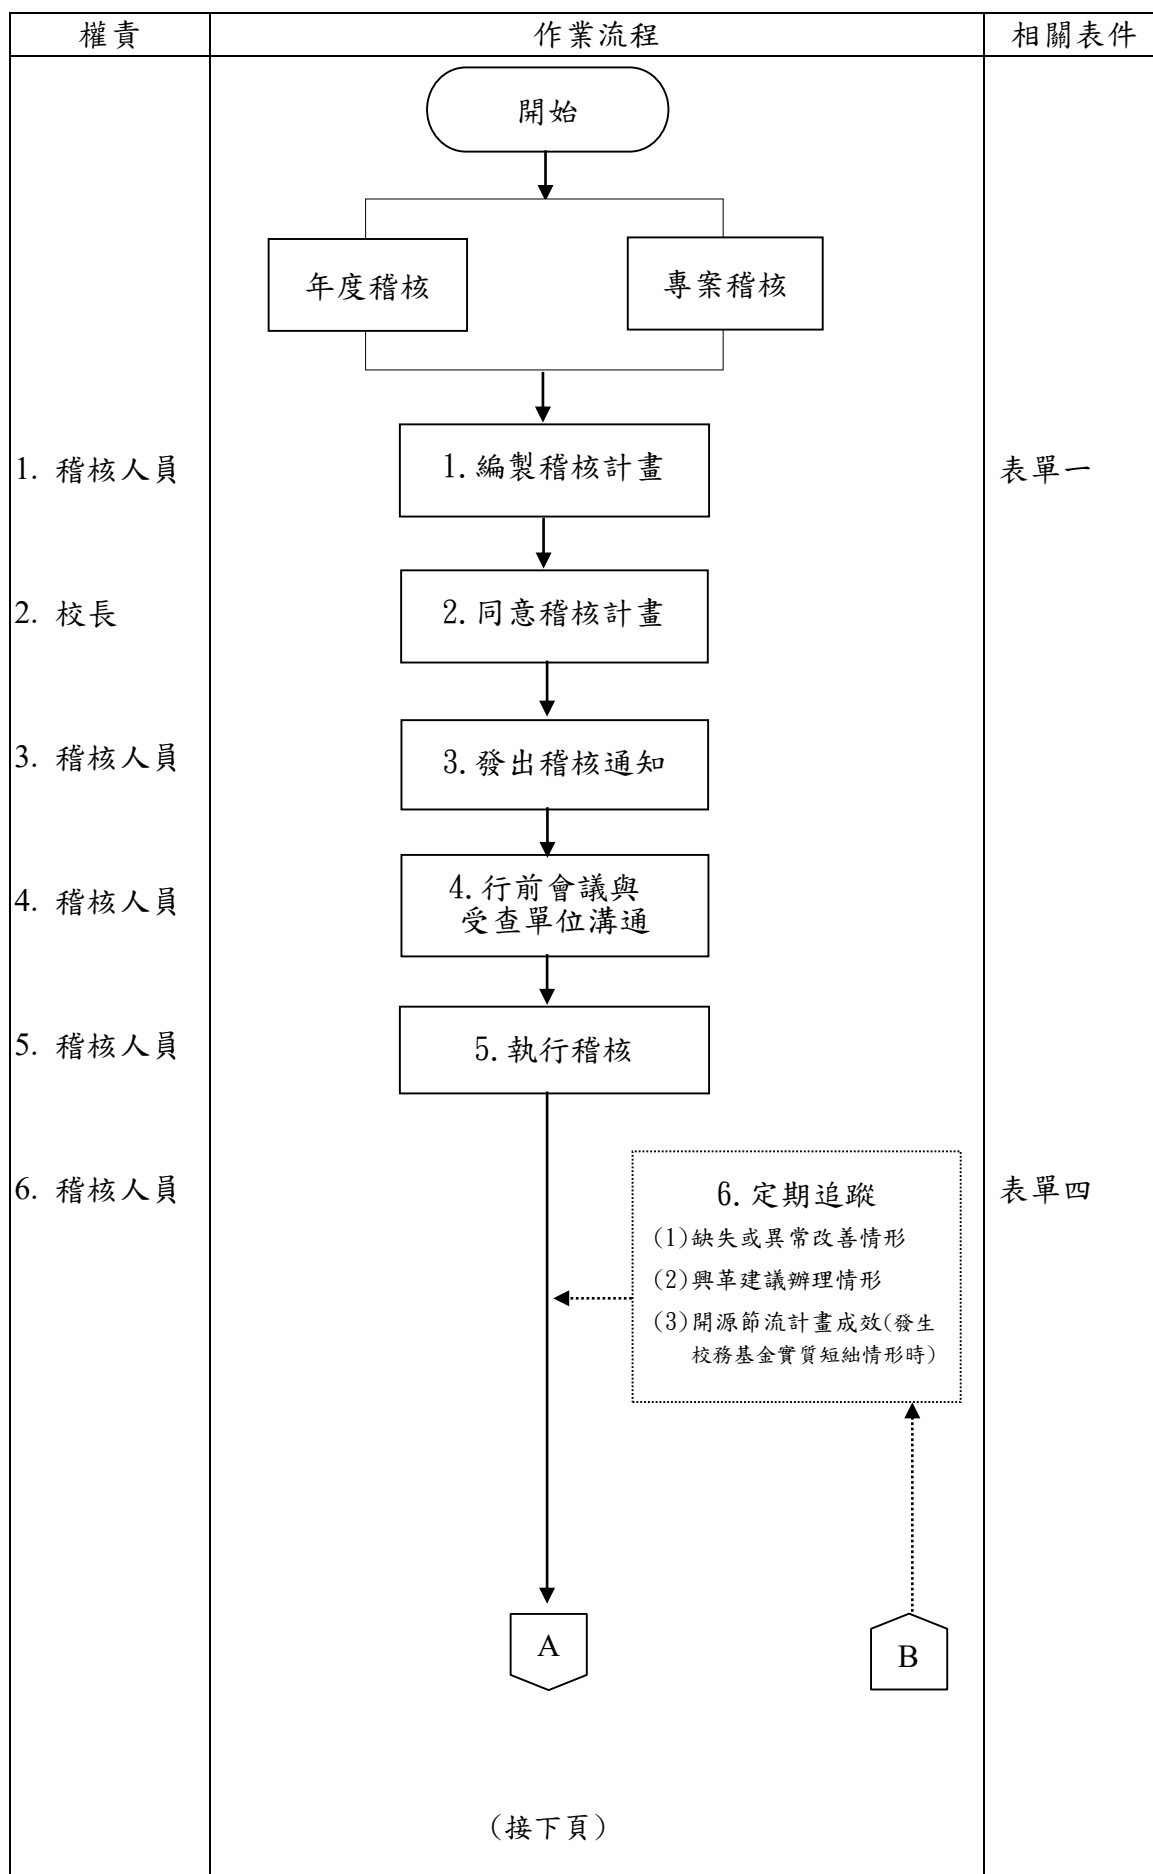 權責 作業流程 相關表件
開始
年度稽核 專案稽核
1. 稽核人員 1.編製稽核計畫 表單一
2. 校長 2.同意稽核計畫
3. 稽核人員 3.發出稽核通知
4. 稽核人員 4.行前會議與
受查單位溝通
5. 稽核人員 5.執行稽核
6. 稽核人員 6.定期追蹤 表單四
(1)缺失或異常改善情形
(2)興革建議辦理情形
(3)開源節流計畫成效(發生
校務基金實質短絀情形時)
A B
(接下頁)